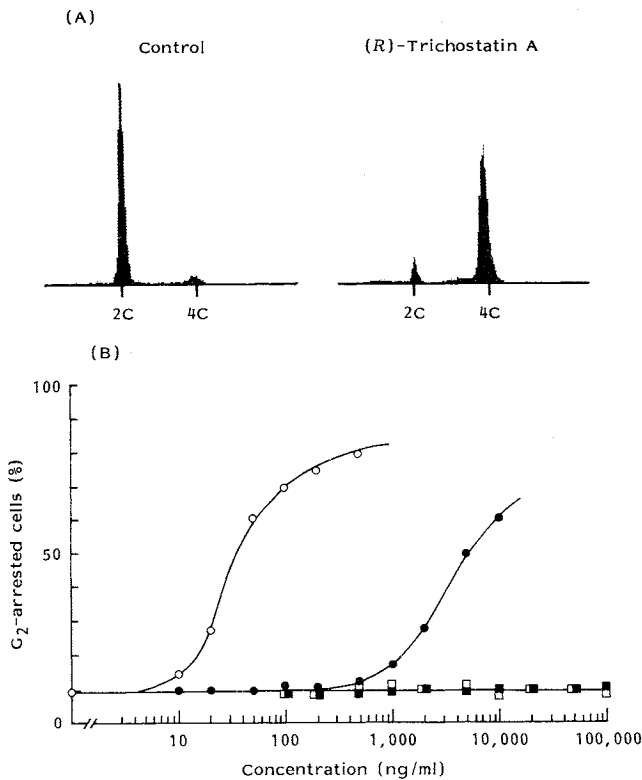 (A)
Control
(R)-Trichostatin A
2C
4C
2C
4C
(B)
100
50
0
G2-arrested cells (%)
10
100
1,000
10,000
100,000
Concentration (ng/ml)